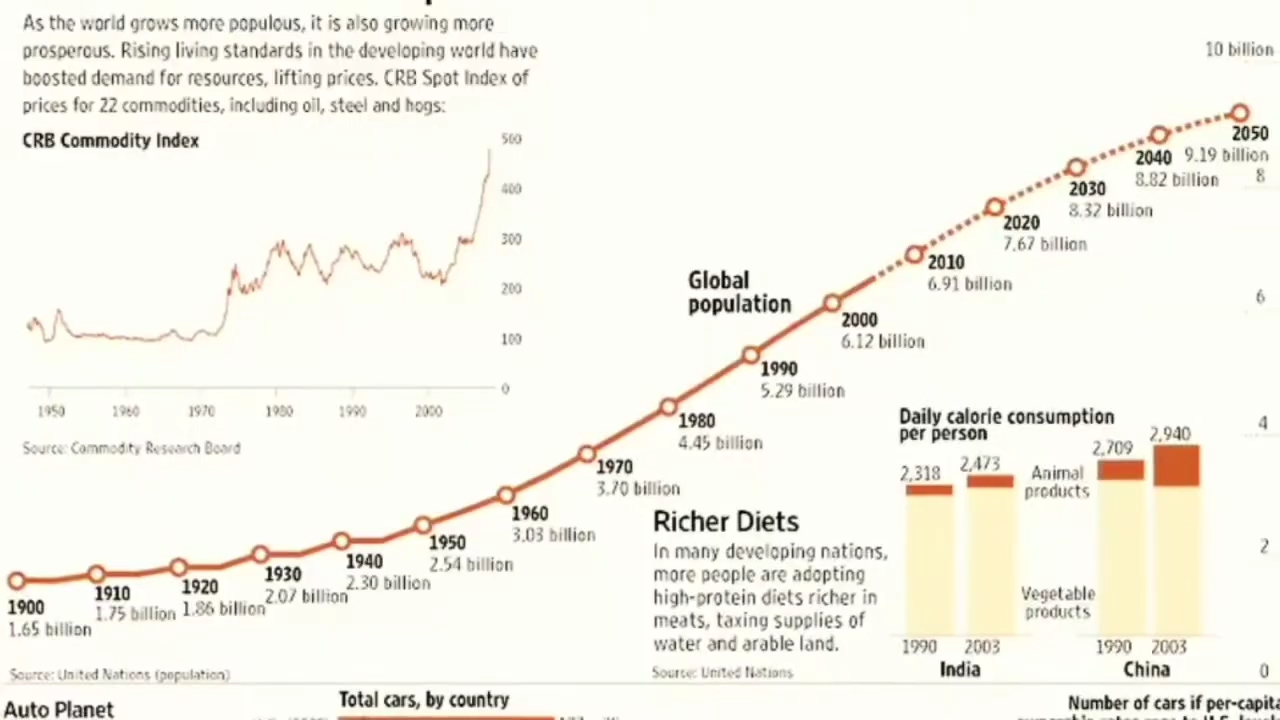 As the world grows more populous, it is also growing more
prosperous. Rising living standards in the developing world have
boosted demand for resources, lifting prices. CRB Spot Index of
prices for 22 commodities, including oil, steel and hogs:
CRB Commodity Index
500
400
300
200
100
0
1950 1960 1970 1980 1990 2000
Source: Commodity Research Board
Global
population
1900
1.65 billion
1910
1.75 billion
1920
1.86 billion
1930
2.07 billion
1940
2.30 billion
1950
2.54 billion
1960
3.03 billion
1970
3.70 billion
1980
4.45 billion
1990
5.29 billion
2000
6.12 billion
2010
6.91 billion
2020
7.67 billion
2030
8.32 billion
2040
8.82 billion
2050
9.19 billion
10 billion
8
6
4
2
0
Source: United Nations (population)
Richer Diets
In many developing nations,
more people are adopting
high-protein diets richer in
meats, taxing supplies of
water and arable land.
Source: United Nations
Daily calorie consumption
per person
2,318 2,473
Animal
products
2,709 2,940
Vegetable
products
1990 2003
India
1990 2003
China
Auto Planet
Total cars, by country
Number of cars if per-capita